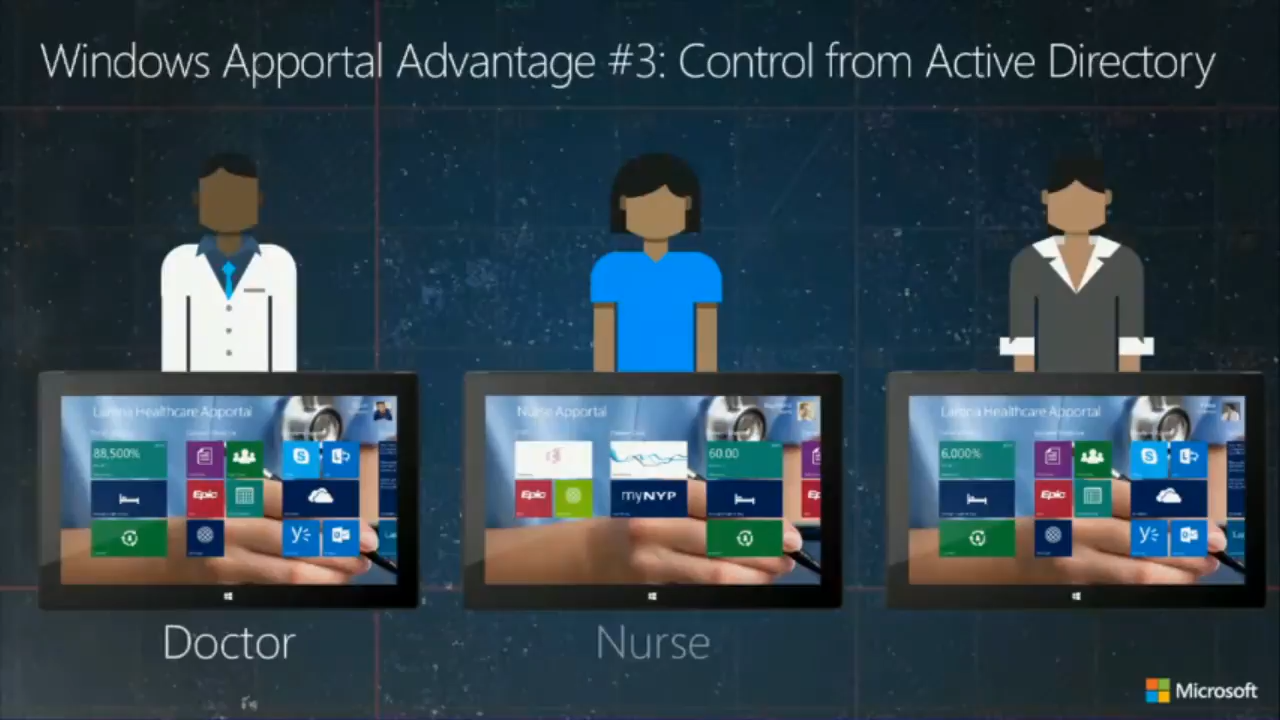 Windows Apportal Advantage #3: Control from Active Directory
Lamna Healthcare Apportal
88,500%
Epic
Nurse Apportal
60.00
Epic
myNYP
Lamna Healthcare Apportal
6,000%
Epic
Doctor
Nurse
Microsoft